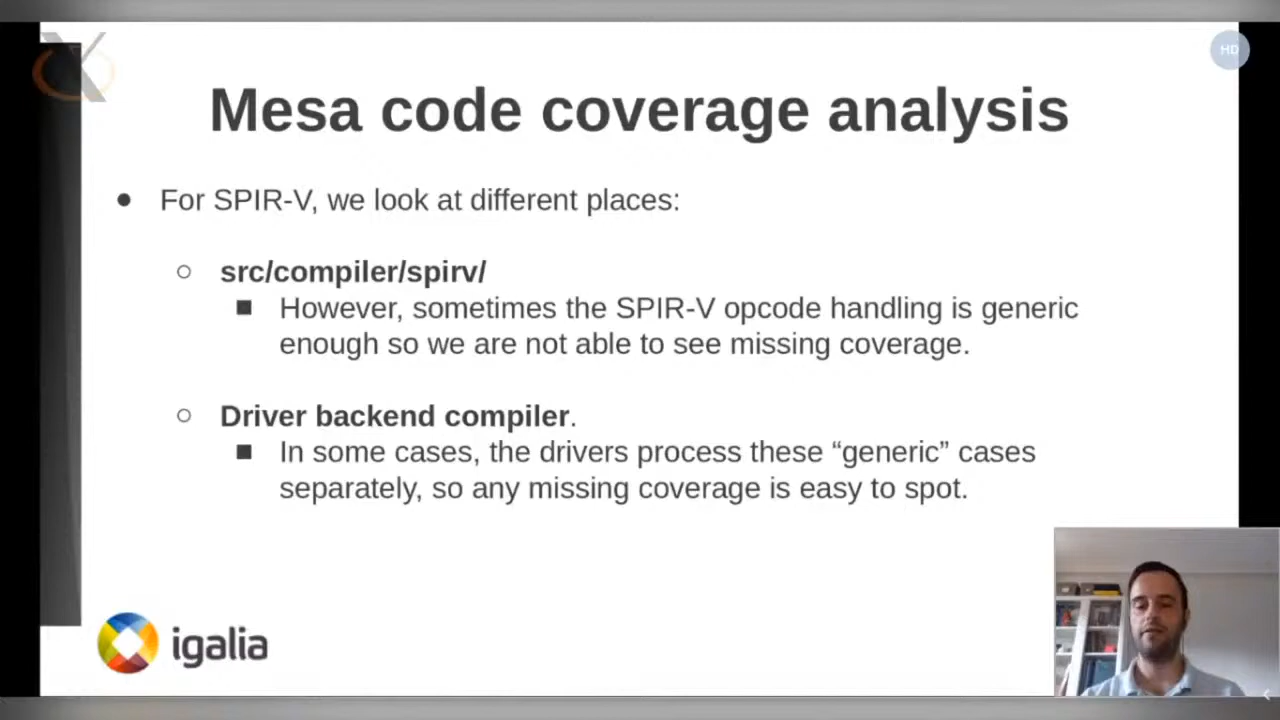 HD
Mesa code coverage analysis
● For SPIR-V, we look at different places:
○ src/compiler/spirv/
■ However, sometimes the SPIR-V opcode handling is generic
enough so we are not able to see missing coverage.
○ Driver backend compiler.
■ In some cases, the drivers process these “generic” cases
separately, so any missing coverage is easy to spot.
igalia